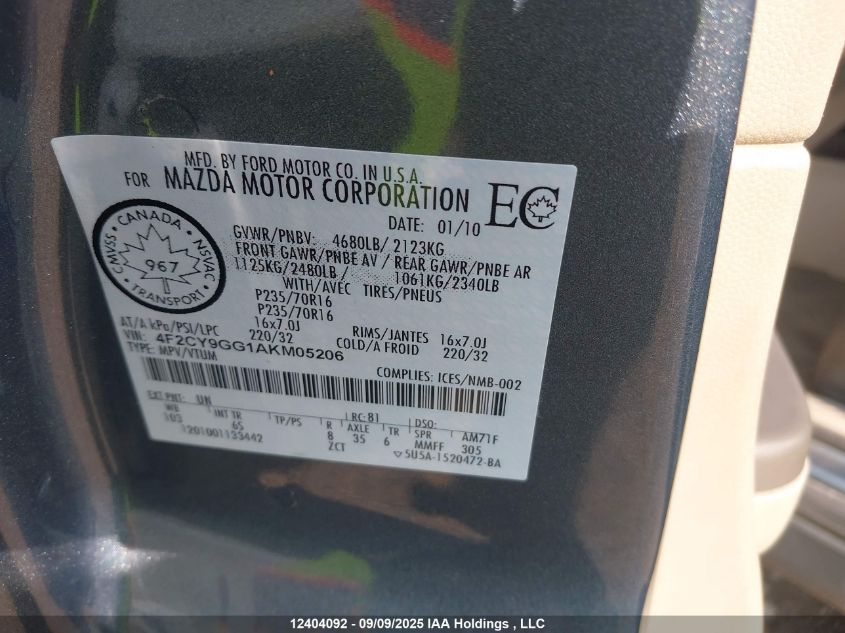 MFD. BY FORD MOTOR CO. IN U.S.A.
FOR MAZDA MOTOR CORPORATION
EC
DATE: 01/10
CANADA
CMVSS NSVAC
967
TRANSPORT
GVWR/PNBV: 4680LB/ 2123KG
FRONT GAWR/PNBE AV / REAR GAWR/PNBE AR
1125KG/2480LB / 1061KG/2340LB
WITH/AVEC TIRES/PNEUS
P235/70R16
P235/70R16
16x7.0J RIMS/JANTES 16x7.0J
AT/A kPa/PSI/LPC 220/32 COLD/A FROID 220/32
VIN: 4F2CY9GG1AKM05206
TYPE: MPV/VTUM
COMPLIES: ICES/NMB-002
EXT PNT: UN RC: 81 DSO:
WB INT TR TP/PS R AXLE TR SPR AM71F
103 6S 8 35 6 MMFF 305
1201001133442 ZCT ▽5U5A-1520472-BA
12404092 - 09/09/2025 IAA Holdings , LLC